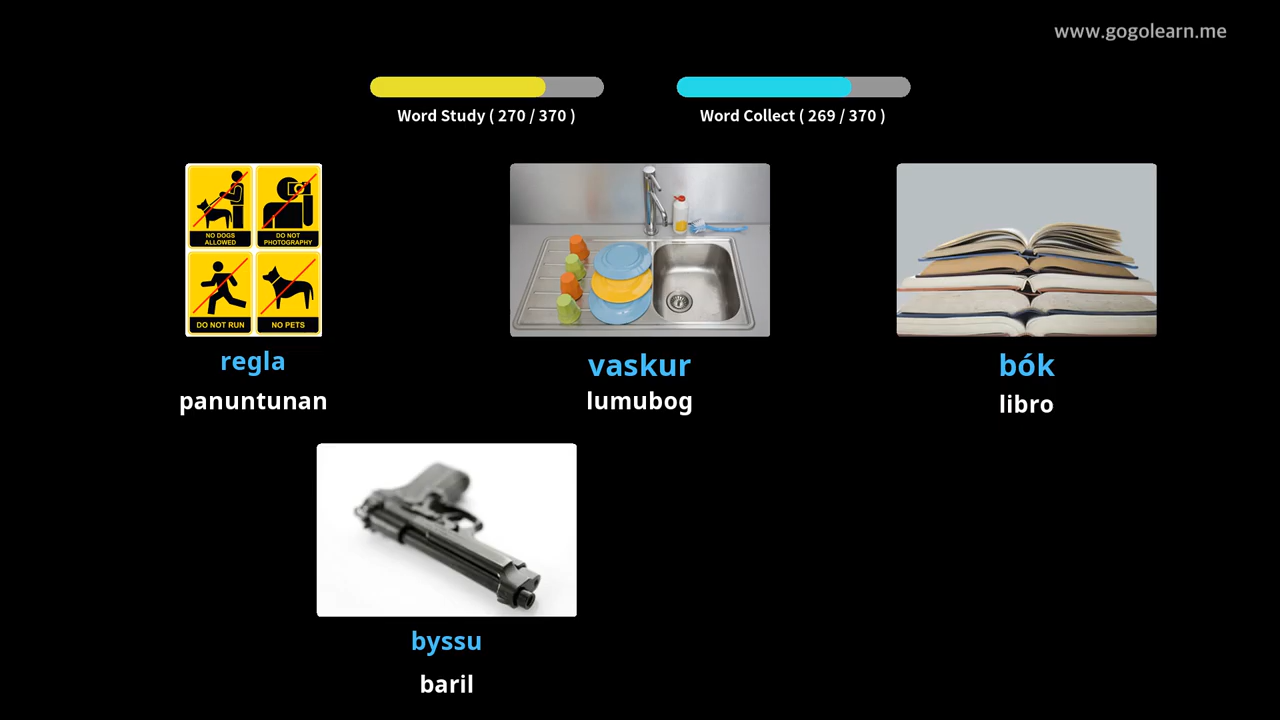 www.gogolearn.me
Word Study ( 270 / 370 )
Word Collect ( 269 / 370 )
NO DOGS
ALLOWED
DO NOT
PHOTOGRAPHY
DO NOT RUN
NO PETS
regla
panuntunan
vaskur
lumubog
bók
libro
byssu
baril